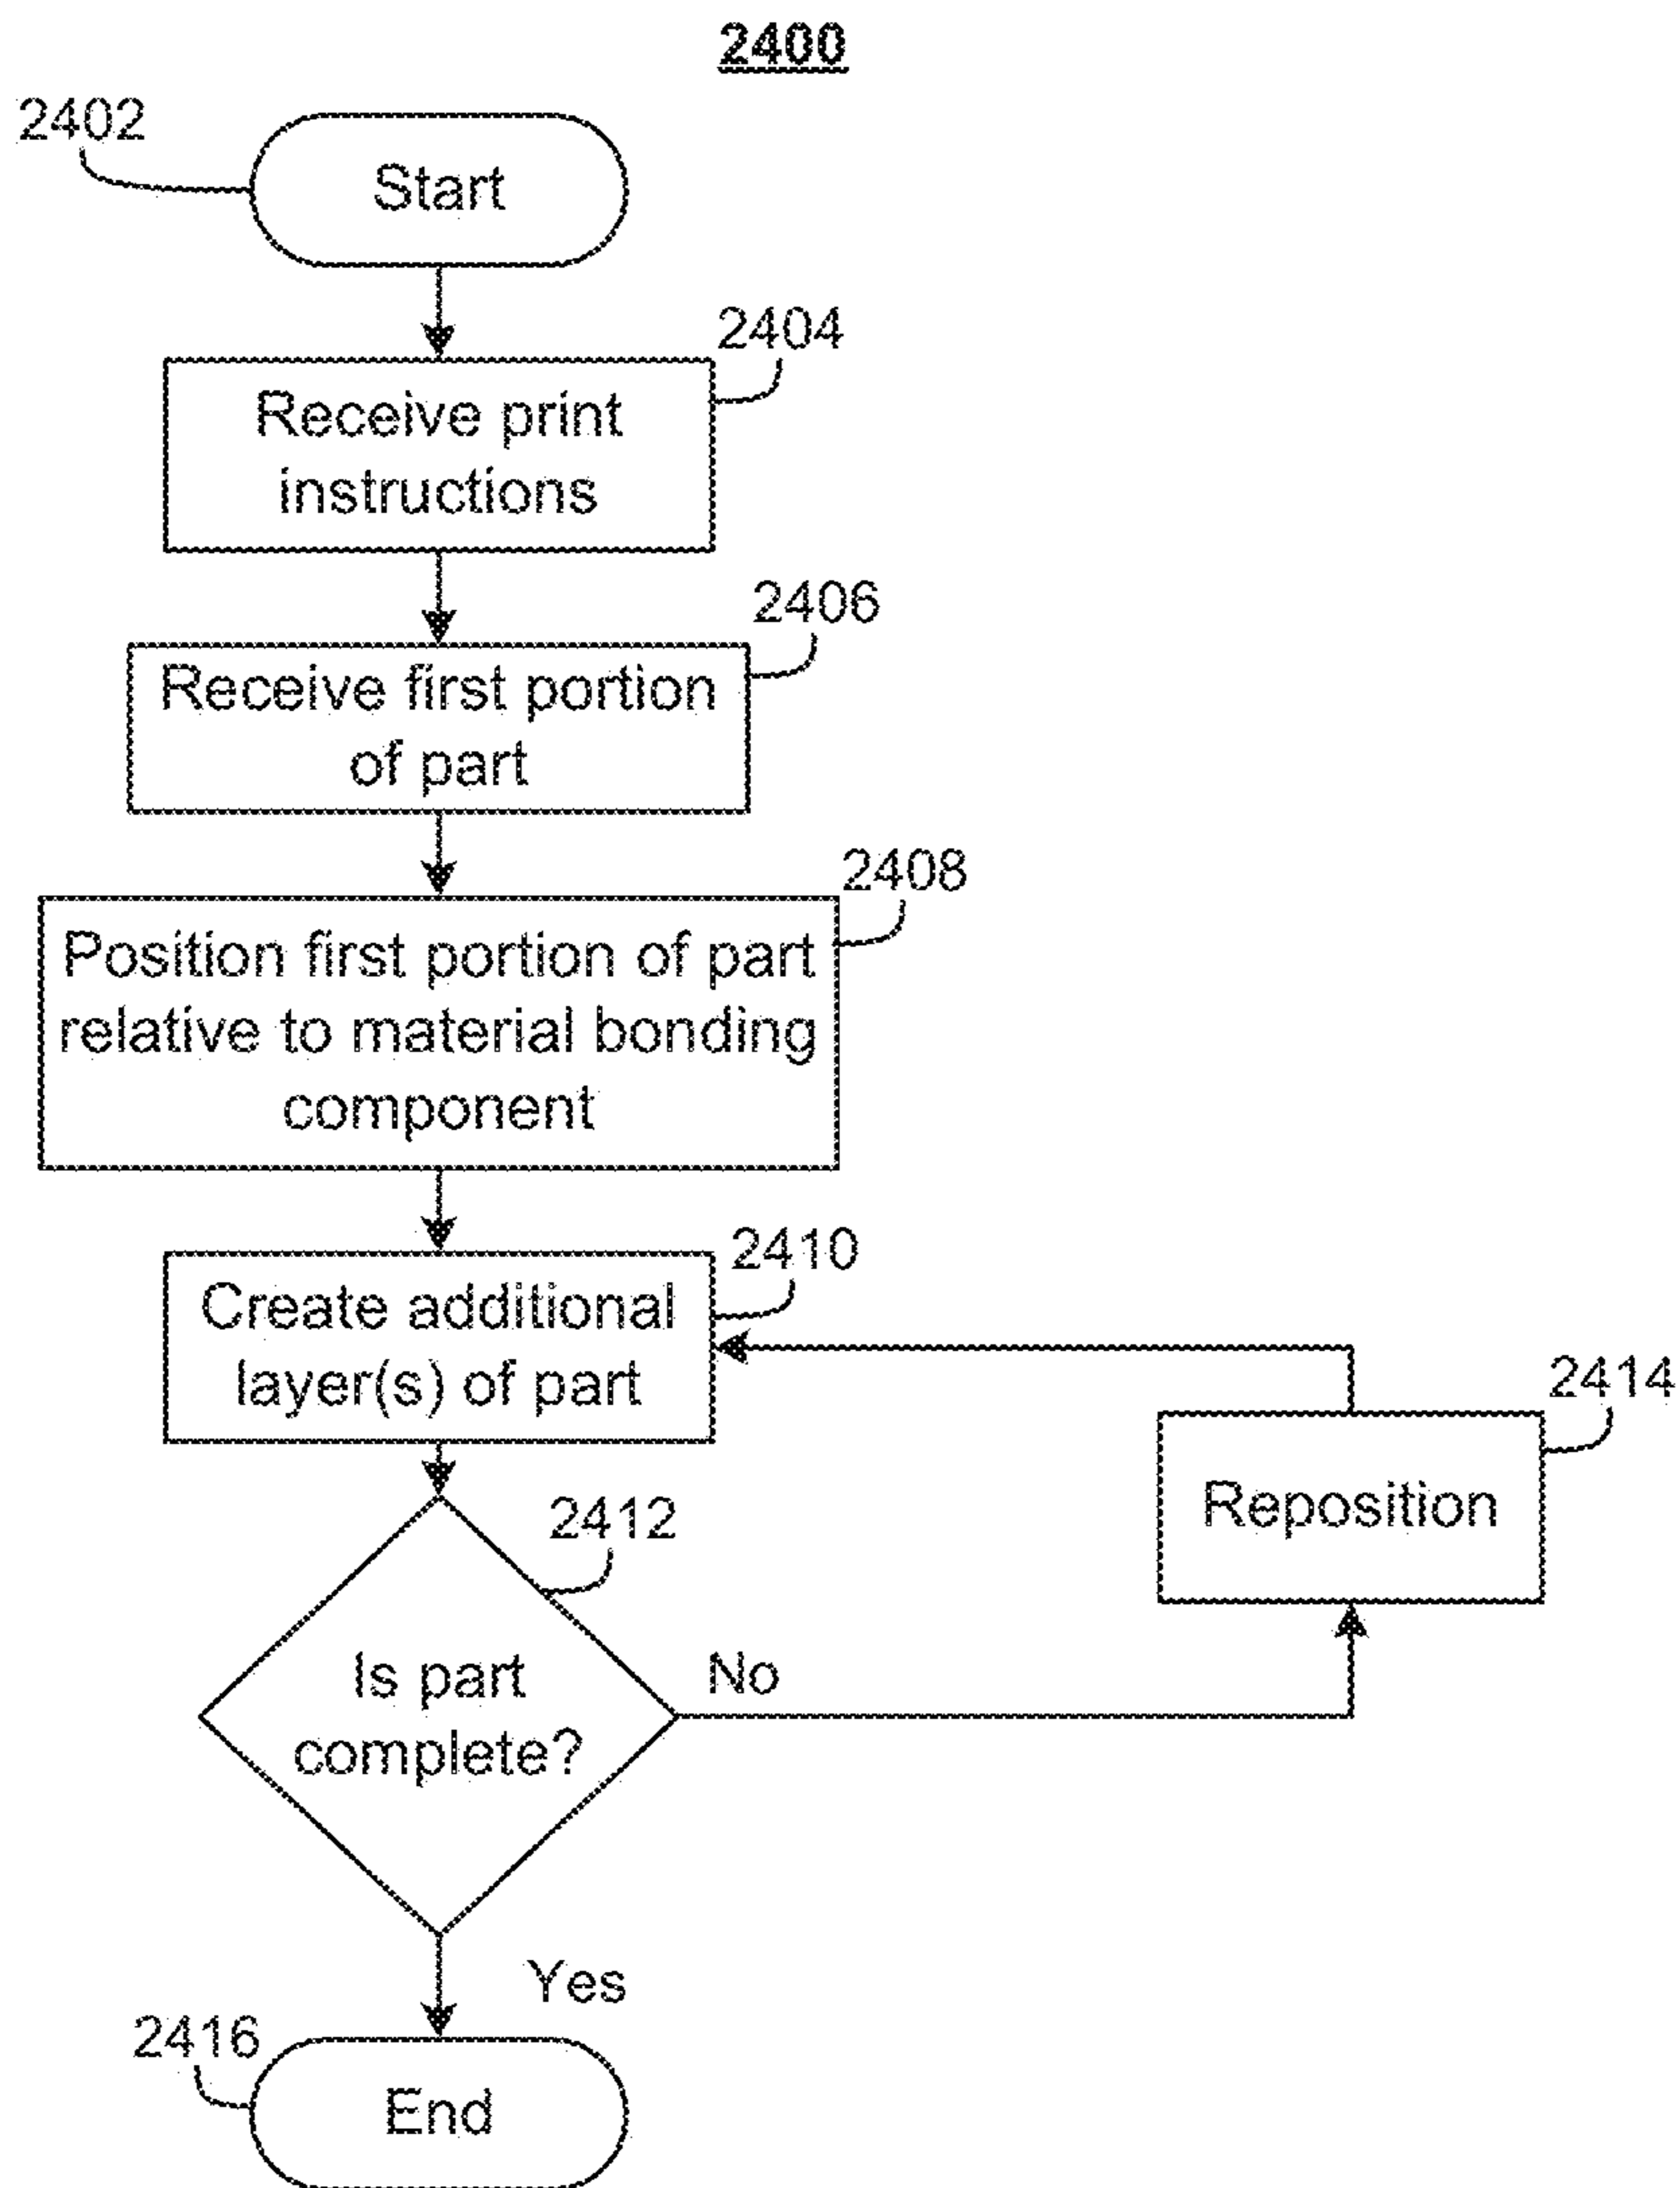 2400
2402
Start
2404
Receive print
instructions
2406
Receive first portion
of part
2408
Position first portion of part
relative to material bonding
component
2410
Create additional
layer(s) of part
2414
Reposition
2412
Is part
complete?
No
Yes
2416
End